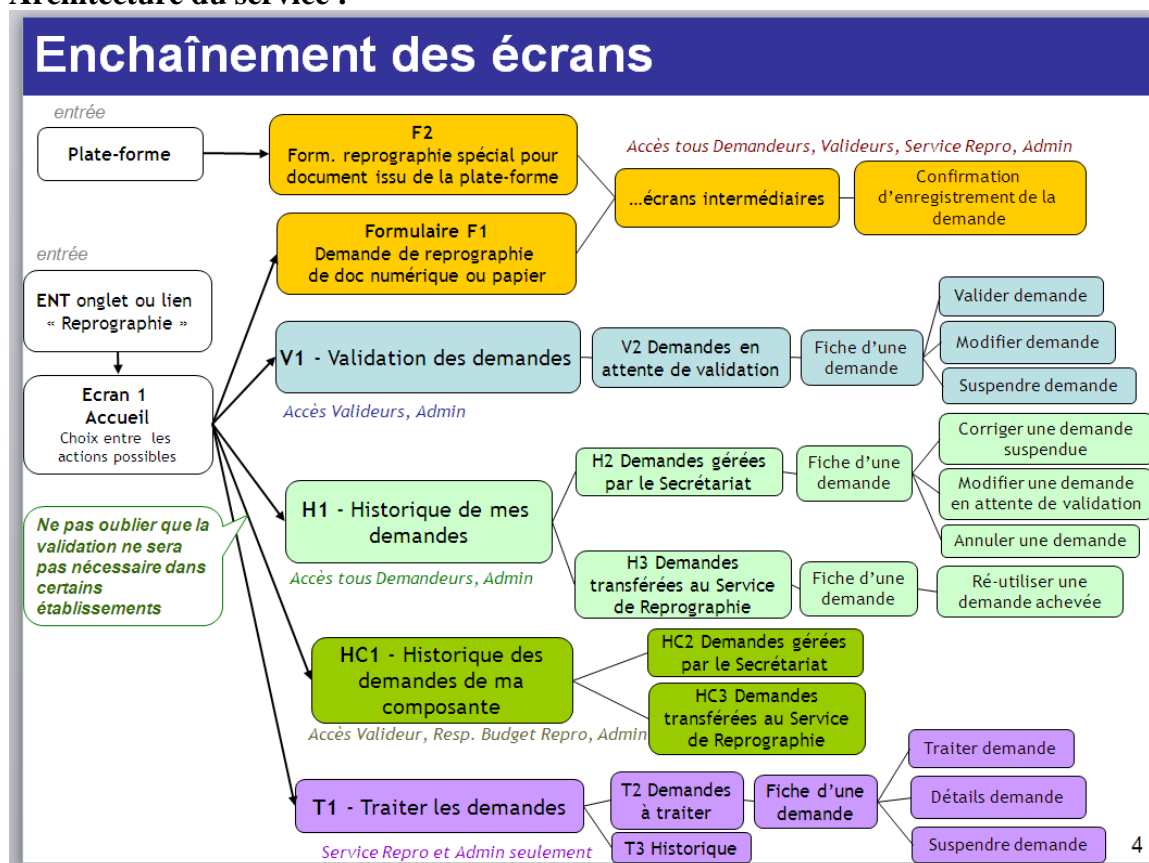 Architecture du service :
Enchaînement des écrans
entrée
Plate-forme
F2
Form. reprographie spécial pour
document issu de la plate-forme
Accès tous Demandeurs, Valideurs, Service Repro, Admin
...écrans intermédiaires
Confirmation
d'enregistrement de la
demande
Formulaire F1
Demande de reprographie
de doc numérique ou papier
entrée
ENT onglet ou lien
« Reprographie »
Ecran 1
Accueil
Choix entre les
actions possibles
V1 - Validation des demandes
Accès Valideurs, Admin
V2 Demandes en
attente de validation
Fiche d'une
demande
Valider demande
Modifier demande
Suspendre demande
Ne pas oublier que la
validation ne sera
pas nécessaire dans
certains
établissements
H1 - Historique de mes
demandes
Accès tous Demandeurs, Admin
H2 Demandes gérées
par le Secrétariat
Fiche d'une
demande
Corriger une demande
suspendue
Modifier une demande
en attente de validation
Annuler une demande
H3 Demandes
transférées au Service
de Reprographie
Fiche d'une
demande
Ré-utiliser une
demande achevée
HC1 - Historique des
demandes de ma
composante
Accès Valideur, Resp. Budget Repro, Admin
HC2 Demandes gérées
par le Secrétariat
HC3 Demandes
transférées au Service
de Reprographie
T1 - Traiter les demandes
Service Repro et Admin seulement
T2 Demandes
à traiter
T3 Historique
Fiche d'une
demande
Traiter demande
Détails demande
Suspendre demande
4